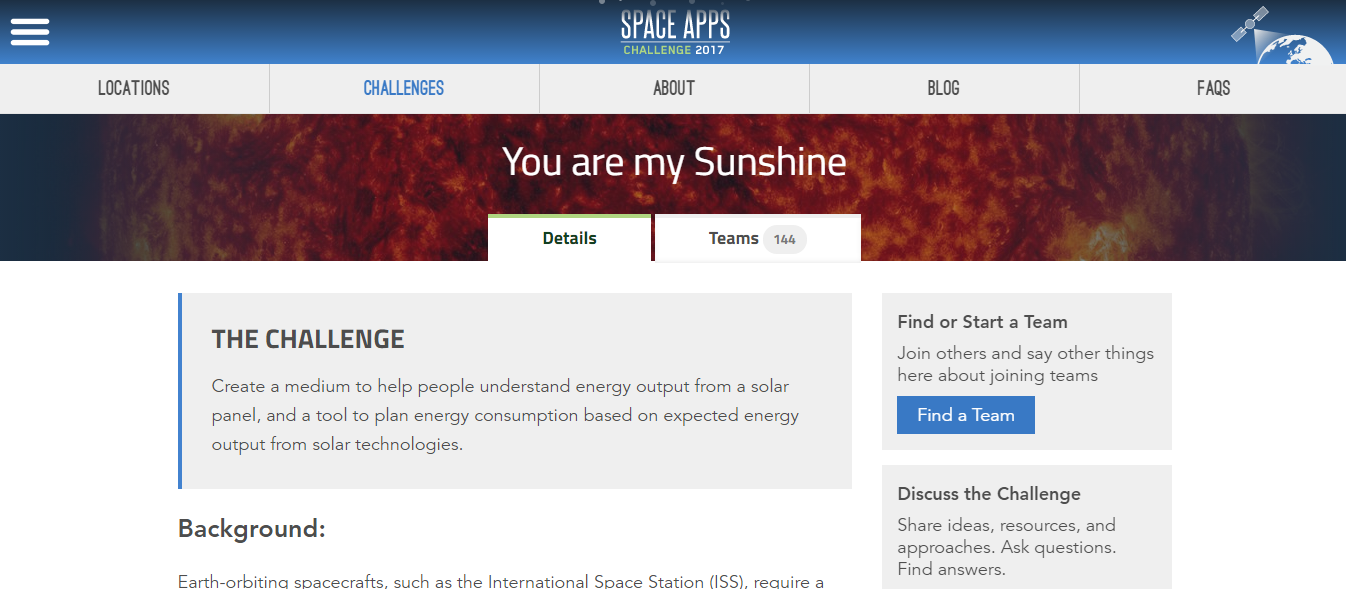 SPACE APPS
CHALLENGE 2017
LOCATIONS
CHALLENGES
ABOUT
BLOG
FAQS
You are my Sunshine
Details
Teams 144
THE CHALLENGE
Create a medium to help people understand energy output from a solar
panel, and a tool to plan energy consumption based on expected energy
output from solar technologies.
Background:
Earth-orbiting spacecrafts, such as the International Space Station (ISS), require a
Find or Start a Team
Join others and say other things
here about joining teams
Find a Team
Discuss the Challenge
Share ideas, resources, and
approaches. Ask questions.
Find answers.